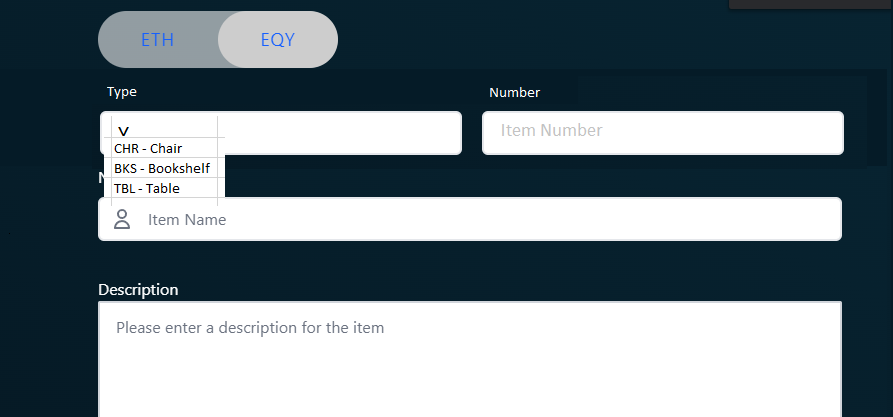 ETH EQY
Type Number
v Item Number
CHR - Chair
BKS - Bookshelf
TBL - Table
Item Name
Description
Please enter a description for the item